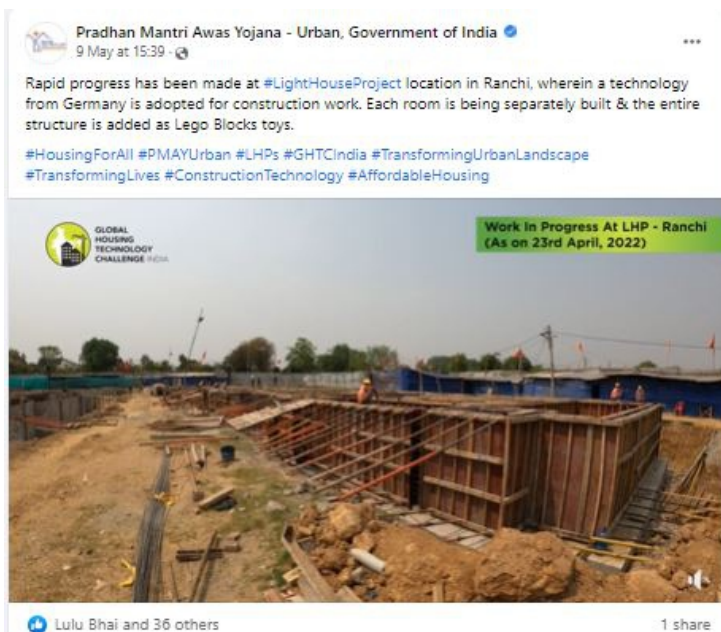 Pradhan Mantri Awas Yojana - Urban, Government of India
9 May at 15:39 ·
Rapid progress has been made at #LightHouseProject location in Ranchi, wherein a technology
from Germany is adopted for construction work. Each room is being separately built & the entire
structure is added as Lego Blocks toys.
#HousingForAll #PMAYUrban #LHPs #GHTCIndia #TransformingUrbanLandscape
#TransformingLives #ConstructionTechnology #AffordableHousing
GLOBAL
HOUSING
TECHNOLOGY
CHALLENGE INDIA
Work In Progress At LHP - Ranchi
(As on 23rd April, 2022)
Lulu Bhai and 36 others
1 share